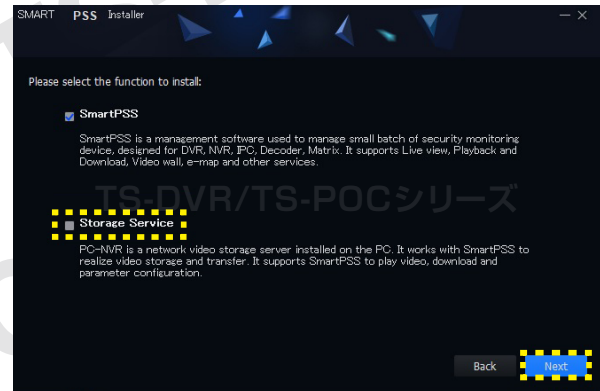 SMART PSS Installer
Please select the function to install:
SmartPSS
SmartPSS is a management software used to manage small batch of security monitoring
device, designed for DVR, NVR, IPC, Decoder, Matrix. It supports Live view, Playback and
Download, Video wall, e-map and other services.
TS-DVR/TS-POCシリーズ
Storage Service
PC-NVR is a network video storage server installed on the PC. It works with SmartPSS to
realize video storage and transfer. It supports SmartPSS to play video, download and
parameter configuration.
Back Next